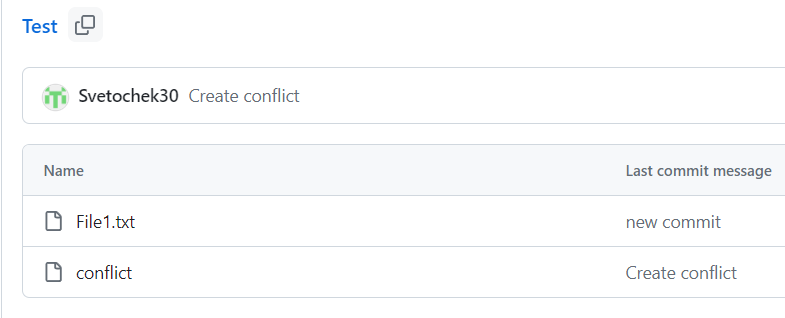 Test
Svetochek30 Create conflict
Name Last commit message
File1.txt new commit
conflict Create conflict